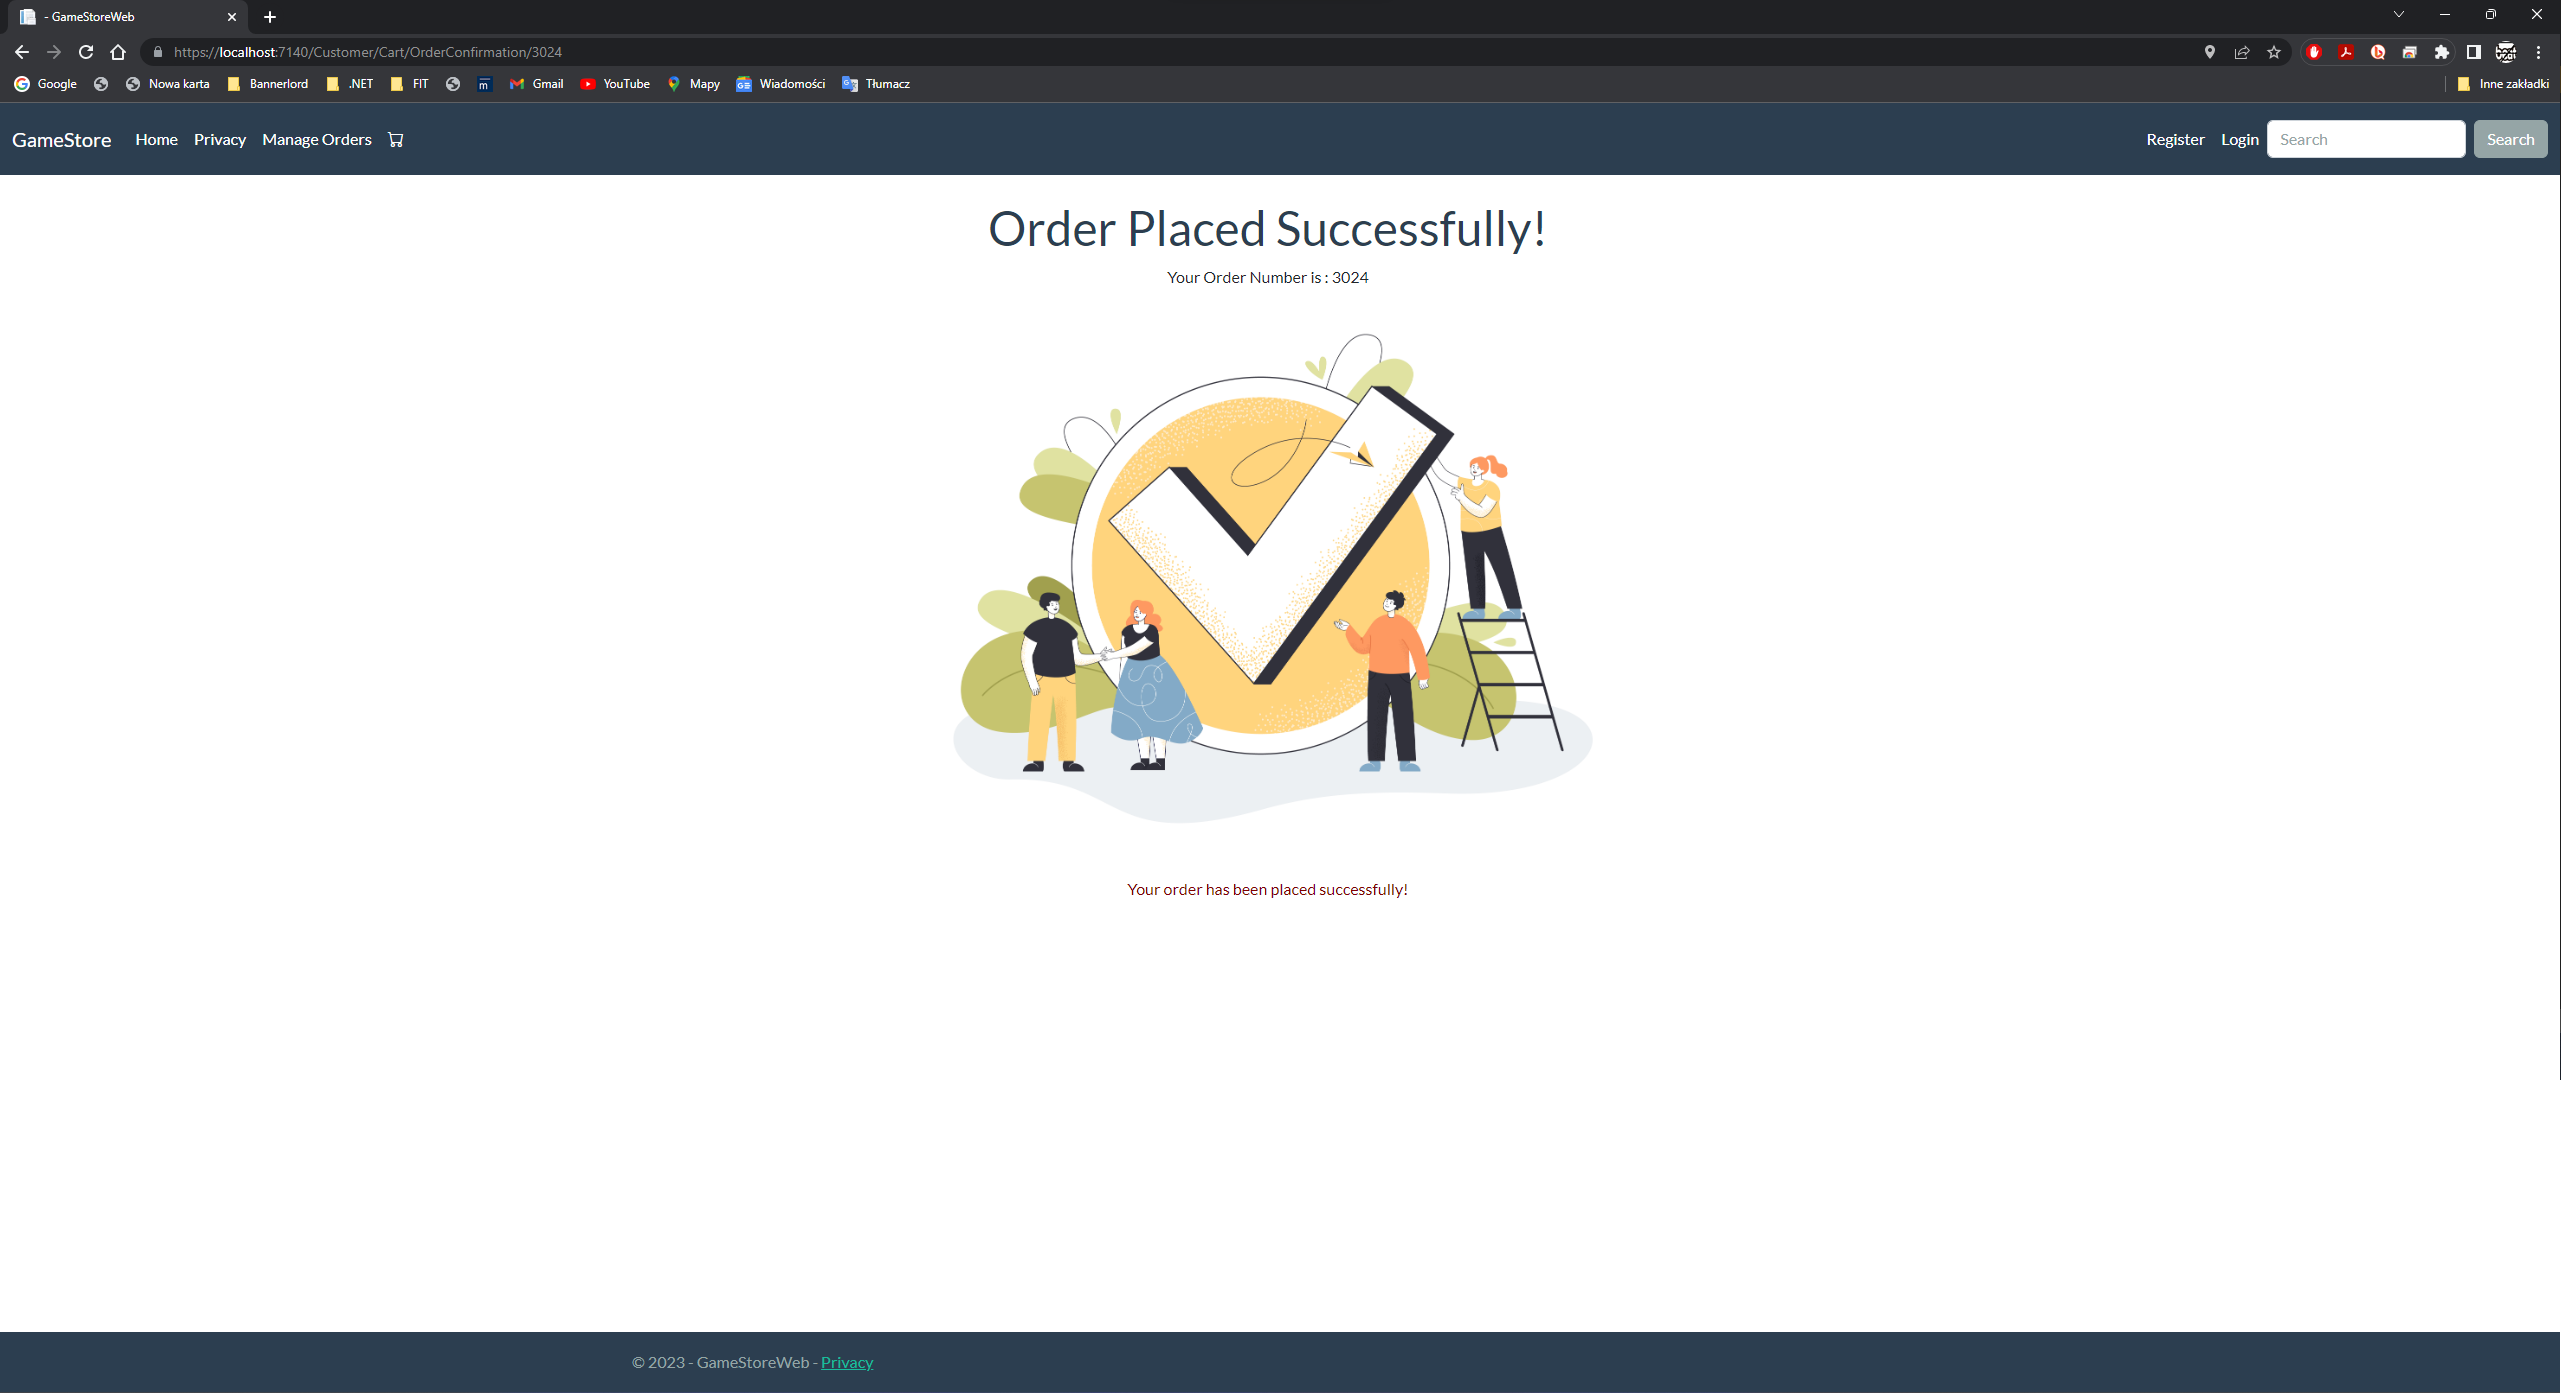 - GameStoreWeb
https://localhost:7140/Customer/Cart/OrderConfirmation/3024
Google Nowa karta Bannerlord .NET FIT m Gmail YouTube Mapy Wiadomości Tłumacz Inne zakładki
GameStore Home Privacy Manage Orders Register Login Search Search
Order Placed Successfully!
Your Order Number is : 3024
Your order has been placed successfully!
© 2023 - GameStoreWeb - Privacy